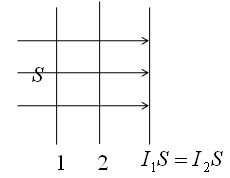 S
1 2 I₁S = I₂S